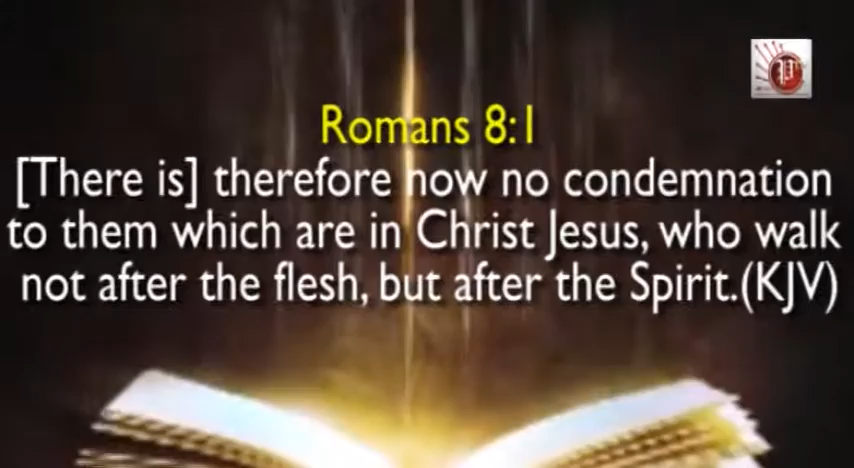 Romans 8:1
[There is] therefore now no condemnation
to them which are in Christ Jesus, who walk
not after the flesh, but after the Spirit.(KJV)
P